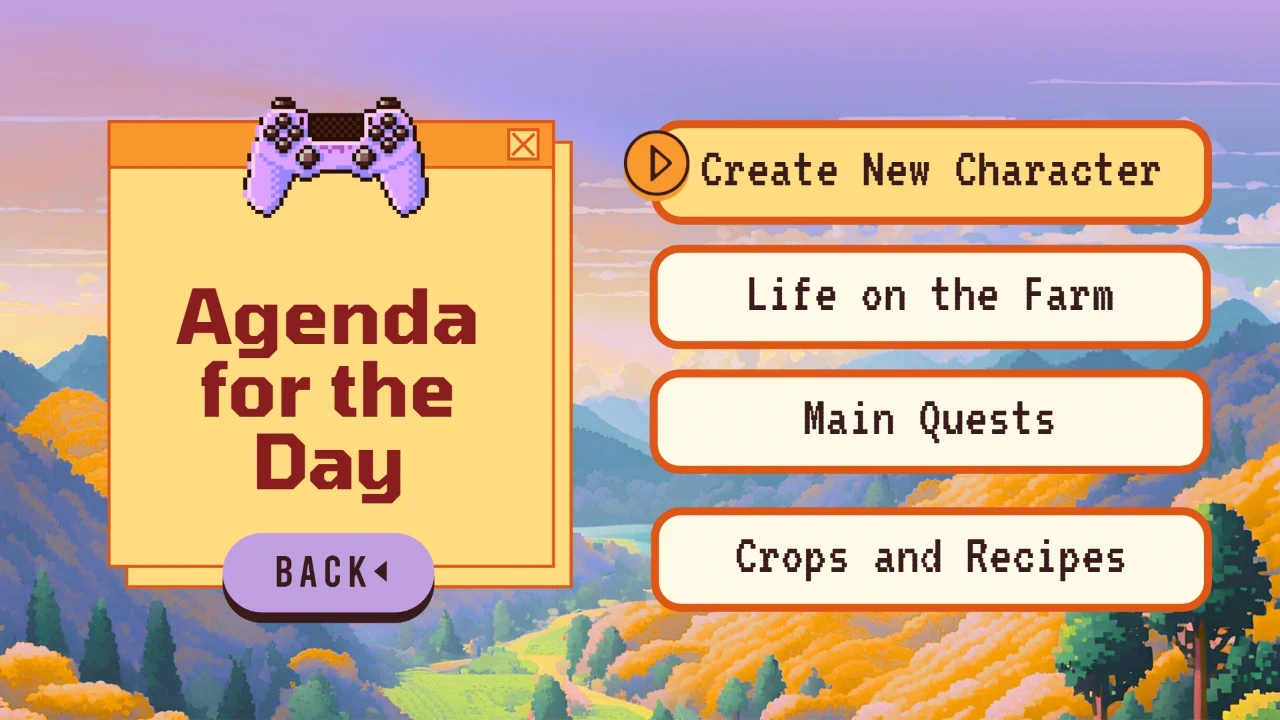 Agenda
for the
Day
BACK
Create New Character
Life on the Farm
Main Quests
Crops and Recipes